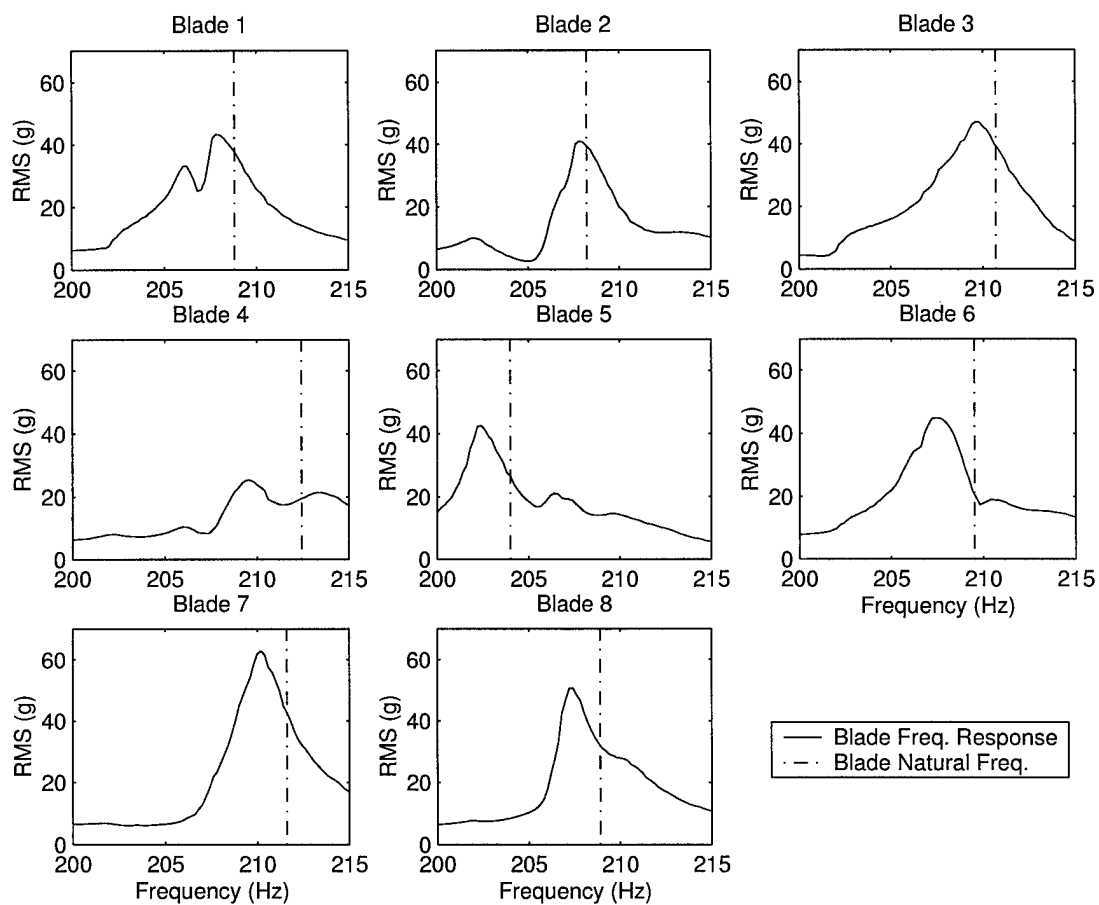 Blade 1
Blade 2
Blade 3
RMS (g)
60
40
20
0
200 205 210 215
RMS (g)
60
40
20
0
200 205 210 215
RMS (g)
60
40
20
0
200 205 210 215
Blade 4
Blade 5
Blade 6
RMS (g)
60
40
20
0
200 205 210 215
RMS (g)
60
40
20
0
200 205 210 215
RMS (g)
60
40
20
0
200 205 210 215
Frequency (Hz)
Blade 7
Blade 8
RMS (g)
60
40
20
0
200 205 210 215
Frequency (Hz)
RMS (g)
60
40
20
0
200 205 210 215
Frequency (Hz)
Blade Freq. Response
Blade Natural Freq.